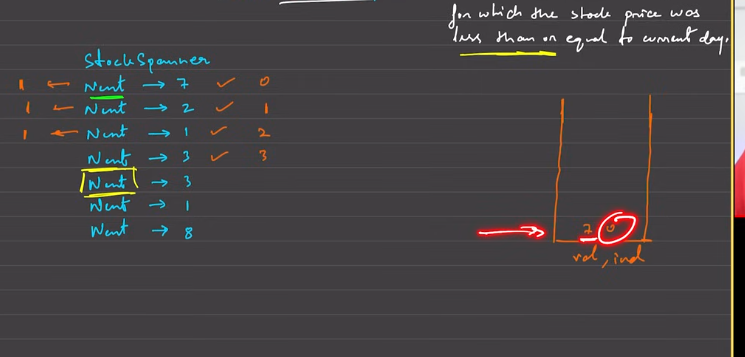 for which the stock price was
less than or equal to current day.
StockSpanner
1 ← Next → 7 ✓ 0
1 ← Next → 2 ✓ 1
1 ← Next → 1 ✓ 2
Next → 3 ✓ 3
Next → 3
Next → 1
Next → 8
7 0
val, ind